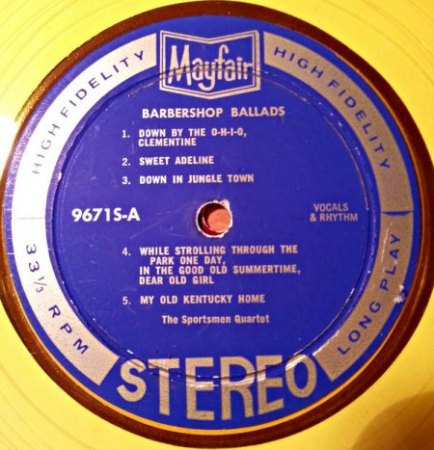 Mayfair
HIGH FIDELITY
HIGH FIDELITY
BARBERSHOP BALLADS
1. DOWN BY THE O-H-I-O,
CLEMENTINE
2. SWEET ADELINE
3. DOWN IN JUNGLE TOWN
9671S-A
VOCALS
& RHYTHM
4. WHILE STROLLING THROUGH THE
PARK ONE DAY,
IN THE GOOD OLD SUMMERTIME,
DEAR OLD GIRL
5. MY OLD KENTUCKY HOME
The Sportsmen Quartet
33⅓ RPM
LONG PLAY
STEREO